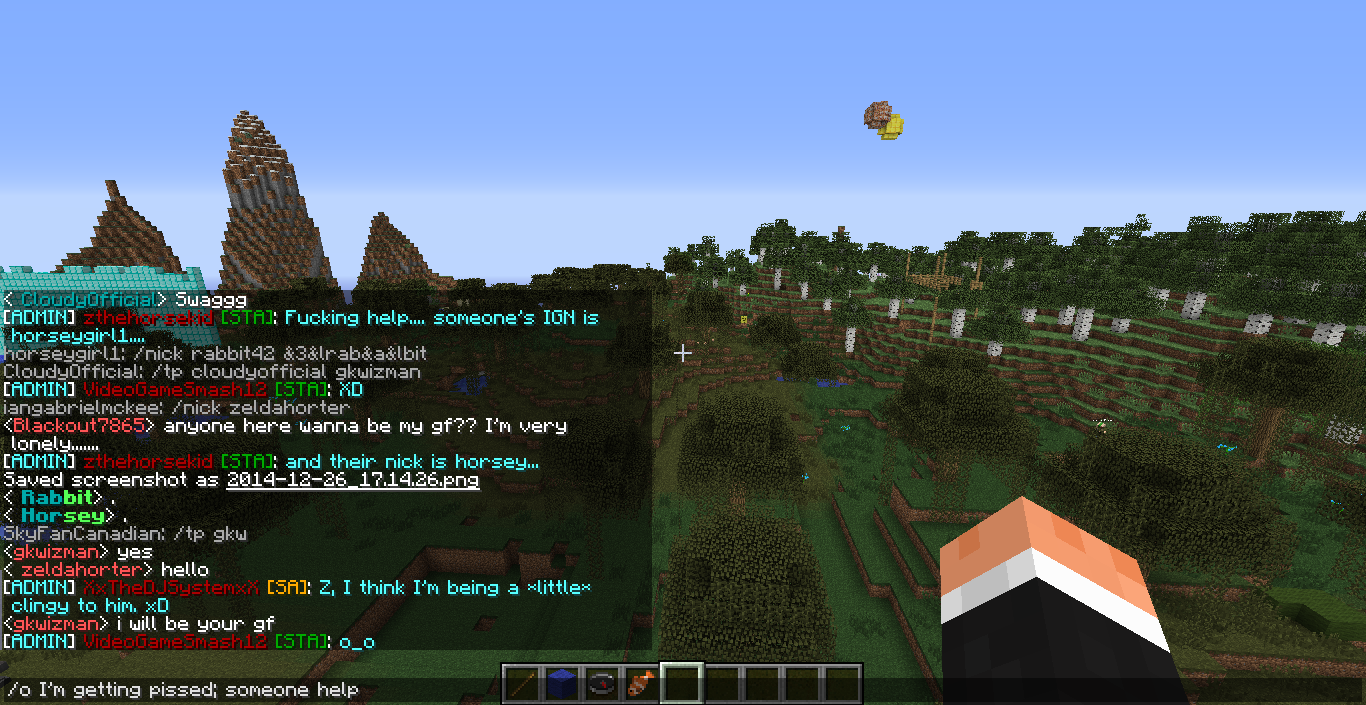 < CloudyOfficial> Swaggg
[ADMIN] zthehorsekid [STA]: Fucking help.... someone's IGN is
horseygirl1....
horseygirl1: /nick rabbit42 &3&lrab&a&lbit
CloudyOfficial: /tp cloudyofficial gkwizman
[ADMIN] VideoGameSmash12 [STA]: XD
iangabrielmckee: /nick zeldahorter
<Blackout7865> anyone here wanna be my gf?? I'm very
lonely......
[ADMIN] zthehorsekid [STA]: and their nick is horsey...
Saved screenshot as 2014-12-26_17.14.26.png
< Rabbit> .
< Horsey> .
SkyFanCanadian: /tp gkw
<gkwizman> yes
< zeldahorter> hello
[ADMIN] XxTheDJSystemxX [SA]: Z, I think I'm being a *little*
clingy to him. xD
<gkwizman> i will be your gf
[ADMIN] VideoGameSmash12 [STA]: o_o
/o I'm getting pissed; someone help